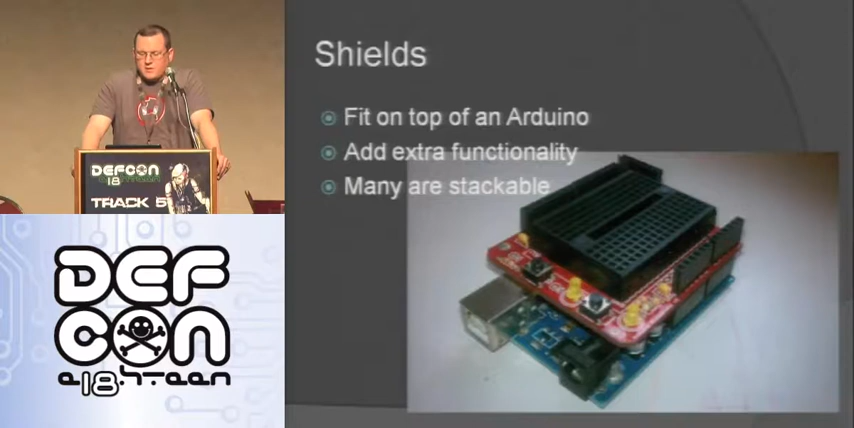 DEFCON
18
TRACK 5
DEF
CON
e18hteen
Shields
Fit on top of an Arduino
Add extra functionality
Many are stackable